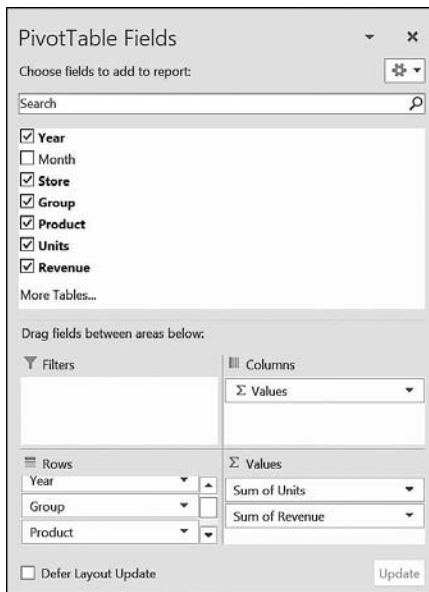 PivotTable Fields
Choose fields to add to report:
Search
Year
Month
Store
Group
Product
Units
Revenue
More Tables...
Drag fields between areas below:
Filters
Columns
Σ Values
Rows
Year
Group
Product
Σ Values
Sum of Units
Sum of Revenue
Defer Layout Update
Update